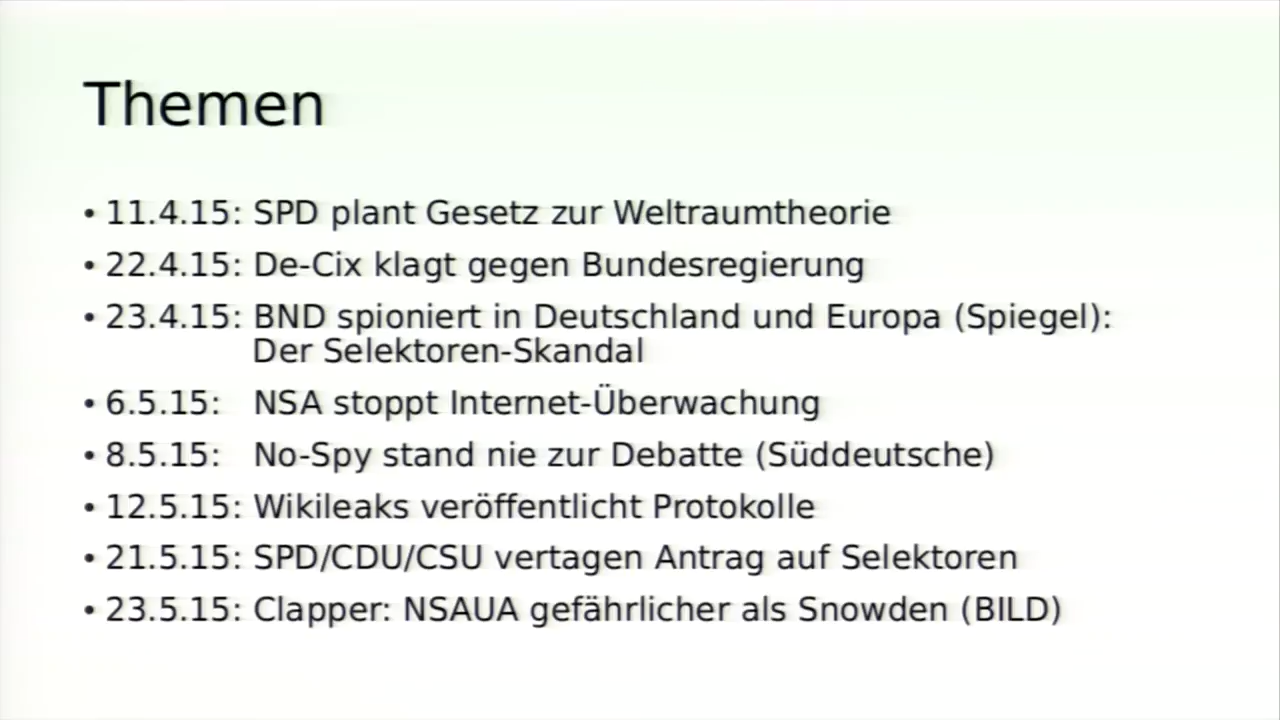 Themen
• 11.4.15: SPD plant Gesetz zur Weltraumtheorie
• 22.4.15: De-Cix klagt gegen Bundesregierung
• 23.4.15: BND spioniert in Deutschland und Europa (Spiegel):
Der Selektoren-Skandal
• 6.5.15: NSA stoppt Internet-Überwachung
• 8.5.15: No-Spy stand nie zur Debatte (Süddeutsche)
• 12.5.15: Wikileaks veröffentlicht Protokolle
• 21.5.15: SPD/CDU/CSU vertagen Antrag auf Selektoren
• 23.5.15: Clapper: NSAUA gefährlicher als Snowden (BILD)